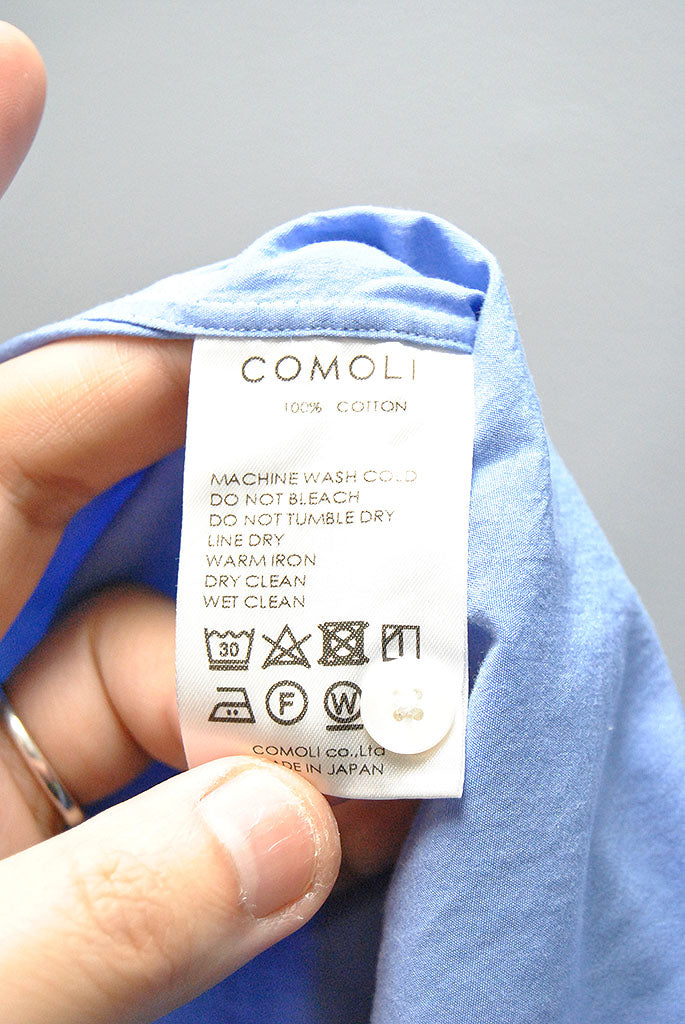 COMOLI
100% COTTON
MACHINE WASH COLD
DO NOT BLEACH
DO NOT TUMBLE DRY
LINE DRY
WARM IRON
DRY CLEAN
WET CLEAN
30
F W
COMOLI co.,Ltd
MADE IN JAPAN